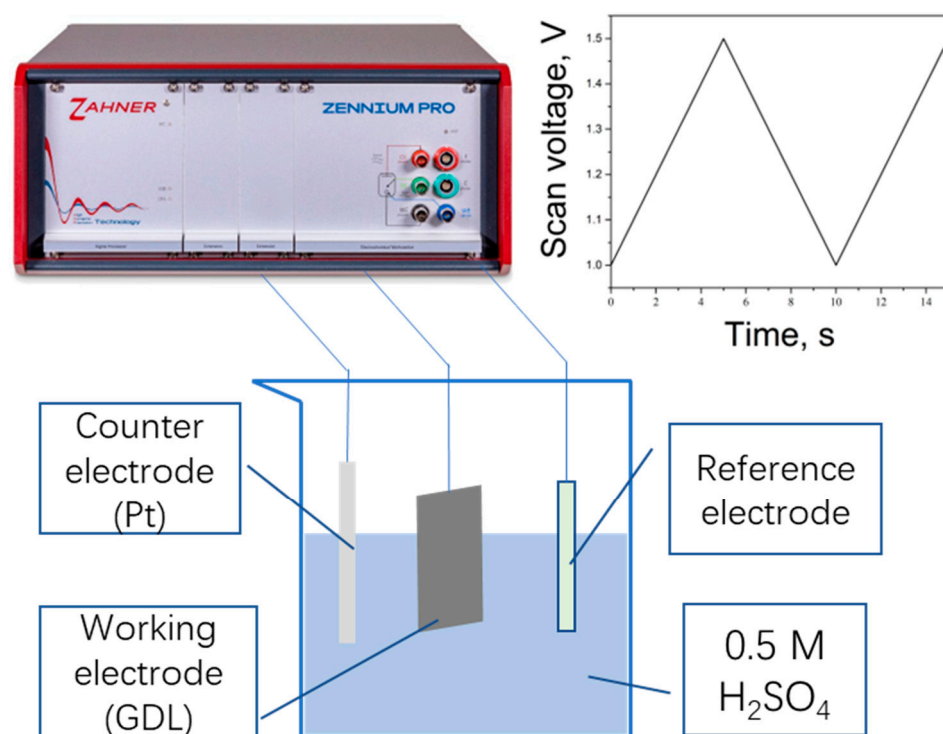 ZAHNER
ZENNIUM PRO
Technology
Scan voltage, V
1.5
1.4
1.3
1.2
1.1
1.0
0 2 4 6 8 10 12 14
Time, s
Counter
electrode
(Pt)
Reference
electrode
Working
electrode
(GDL)
0.5 M
H₂SO₄